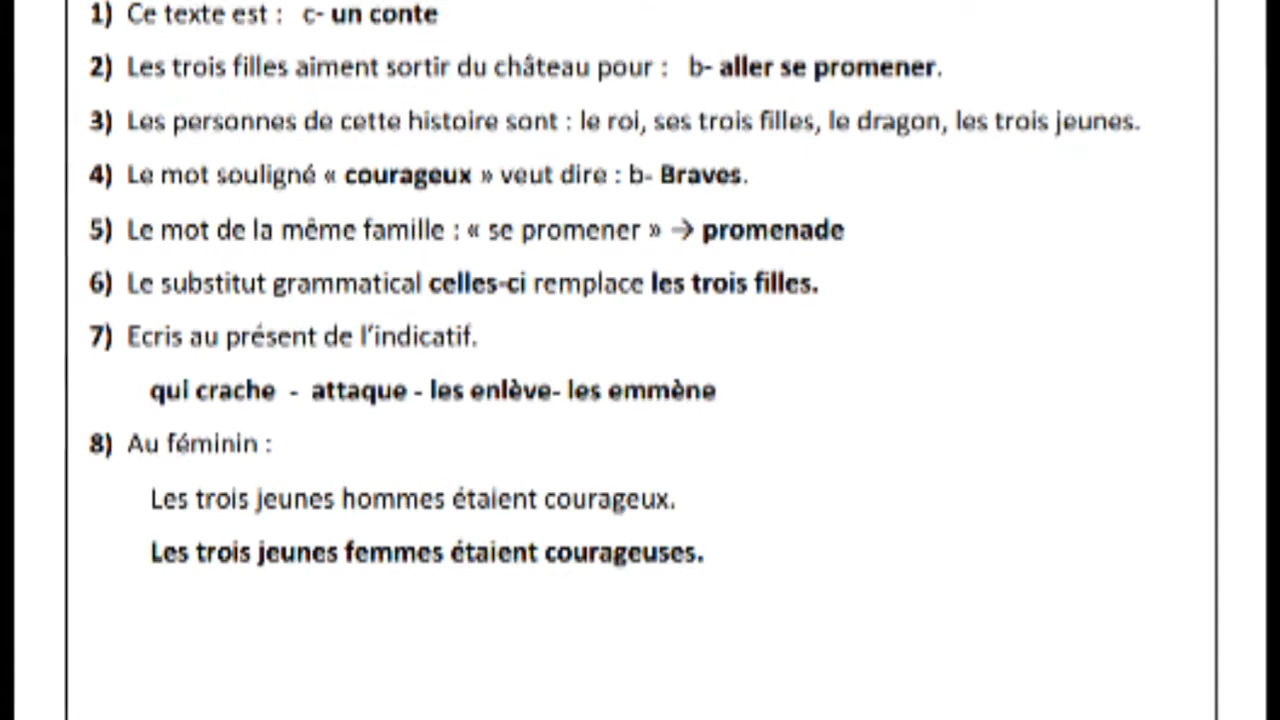 1) Ce texte est : c- un conte
2) Les trois filles aiment sortir du château pour : b- aller se promener.
3) Les personnes de cette histoire sont : le roi, ses trois filles, le dragon, les trois jeunes.
4) Le mot souligné « courageux » veut dire : b- Braves.
5) Le mot de la même famille : « se promener » → promenade
6) Le substitut grammatical celles-ci remplace les trois filles.
7) Ecris au présent de l'indicatif.
qui crache - attaque - les enlève- les emmène
8) Au féminin :
Les trois jeunes hommes étaient courageux.
Les trois jeunes femmes étaient courageuses.